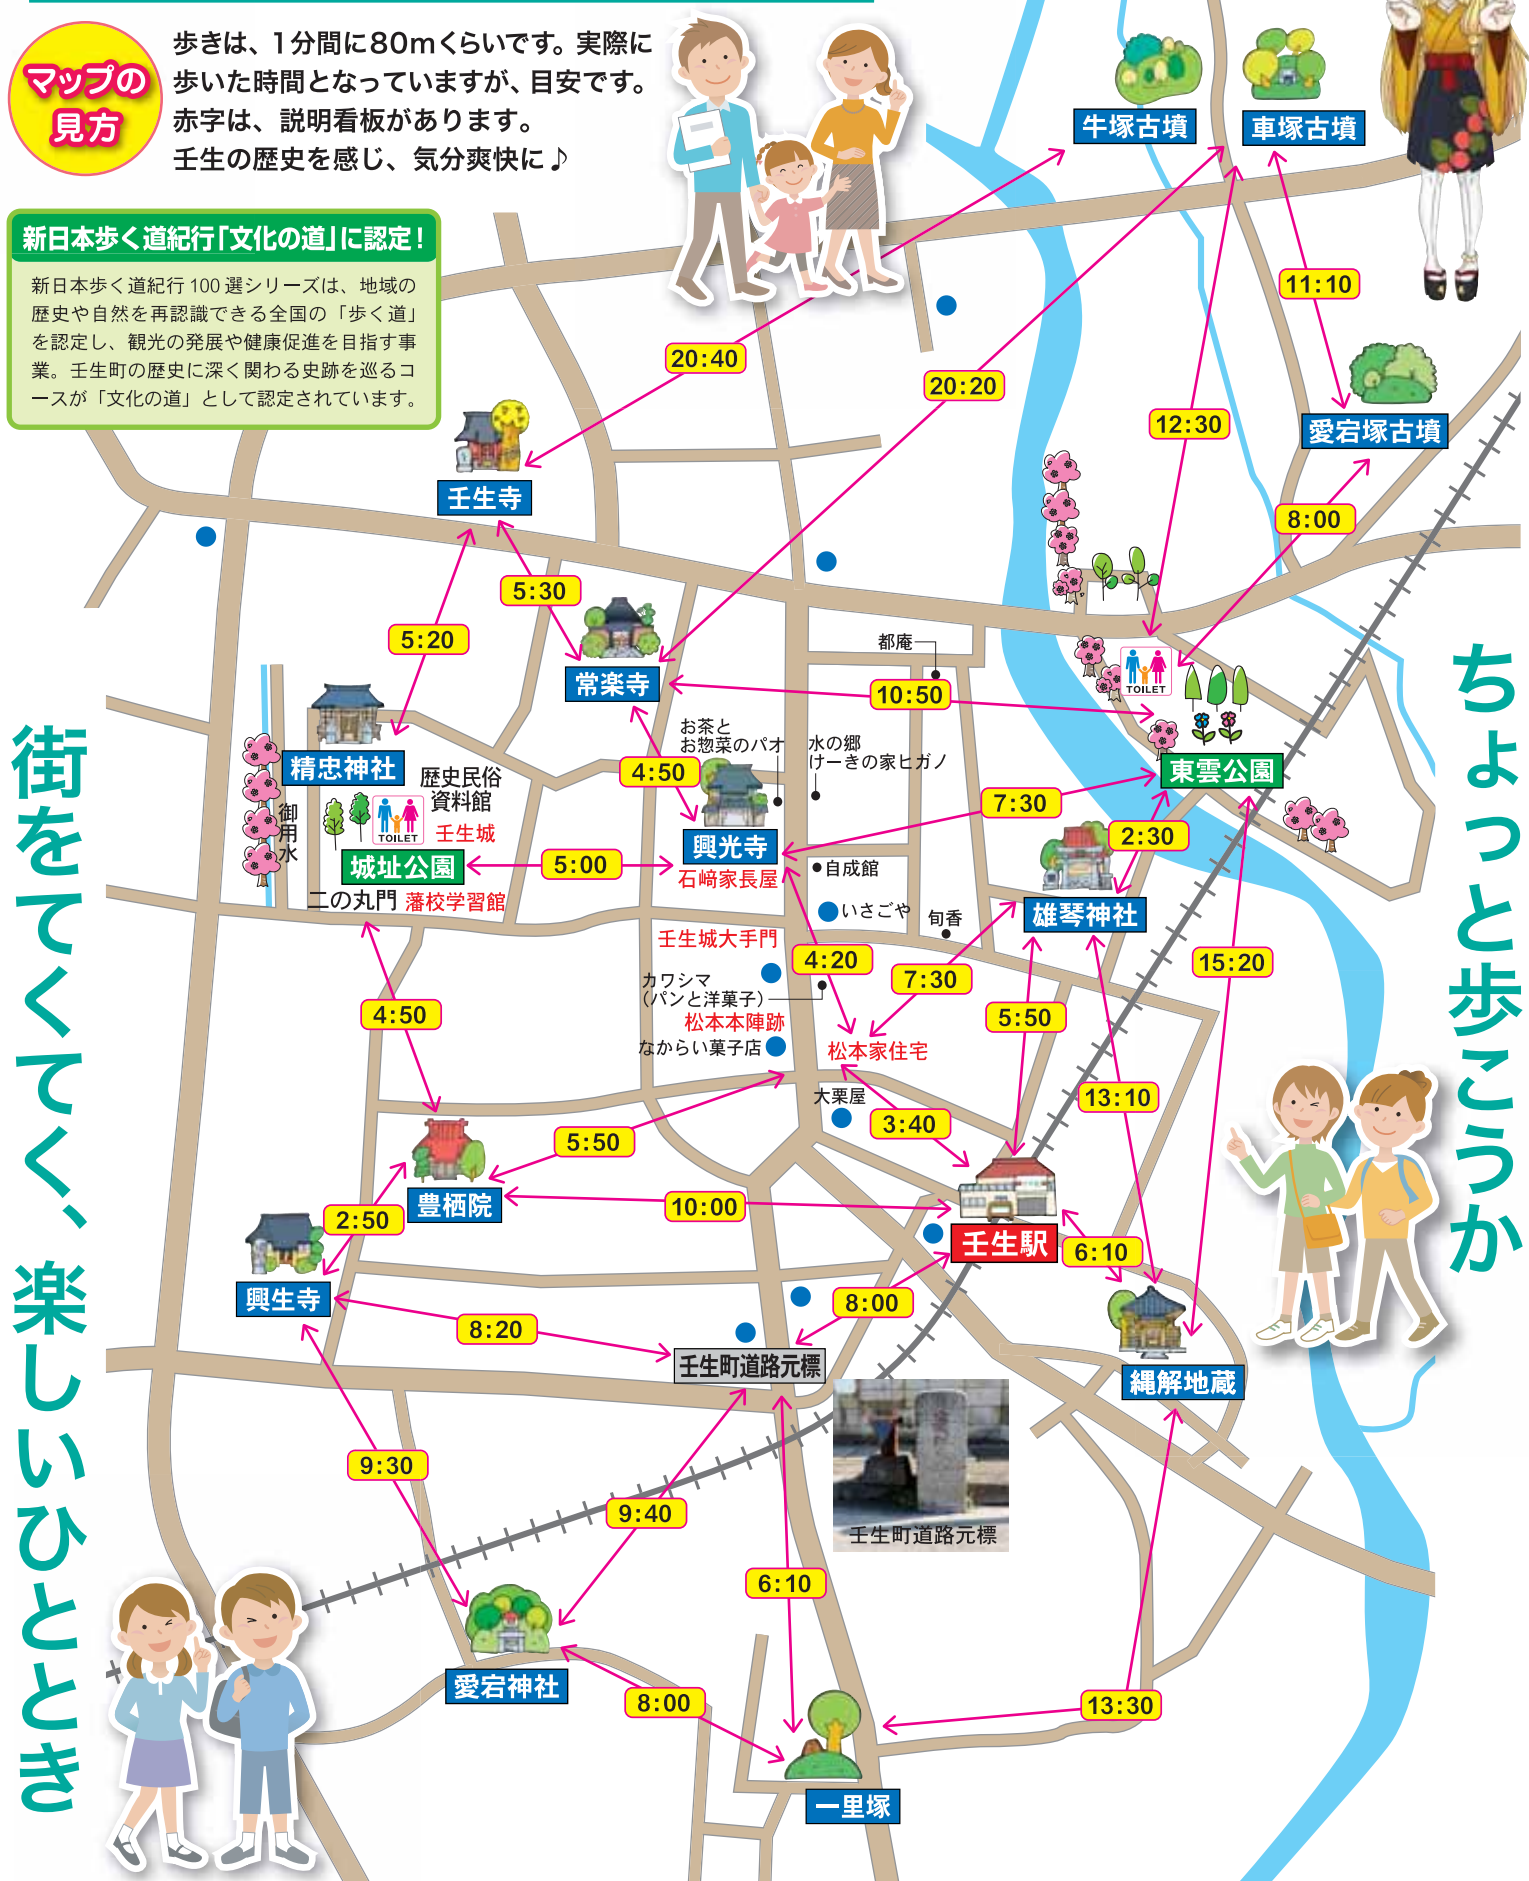 マップの
見方
歩きは、1分間に80mくらいです。実際に
歩いた時間となっていますが、目安です。
赤字は、説明看板があります。
壬生の歴史を感じ、気分爽快に♪
新日本歩く道紀行「文化の道」に認定!
新日本歩く道紀行100選シリーズは、地域の
歴史や自然を再認識できる全国の「歩く道」
を認定し、観光の発展や健康促進を目指す事
業。壬生町の歴史に深く関わる史跡を巡るコ
ースが「文化の道」として認定されています。
牛塚古墳
車塚古墳
11:10
20:40
20:20
12:30
愛宕塚古墳
8:00
壬生寺
5:30
5:20
常楽寺
都庵
10:50
TOILET
東雲公園
精忠神社
歴史民俗
資料館
壬生城
御用水
TOILET
城址公園
二の丸門
藩校学習館
5:00
4:50
お茶と
お惣菜のパオ
水の郷
けーきの家ヒガノ
興光寺
石﨑家長屋
7:30
2:30
自成館
いさごや
旬香
雄琴神社
壬生城大手門
4:20
7:30
15:20
カワシマ
(パンと洋菓子)
松本本陣跡
なからい菓子店
松本家住宅
5:50
4:50
大栗屋
3:40
13:10
5:50
豊栖院
10:00
2:50
壬生駅
6:10
興生寺
8:20
8:00
壬生町道路元標
縄解地蔵
9:30
9:40
壬生町道路元標
6:10
愛宕神社
8:00
13:30
一里塚
ちょっと歩こうか
街をてくてく、楽しいひととき